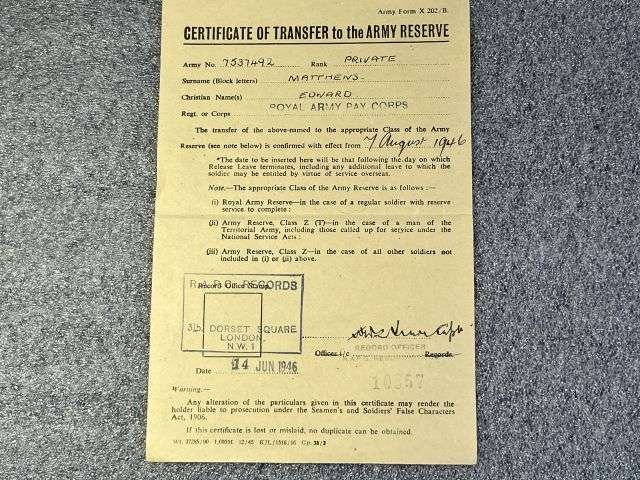 Army Form X 202/B.
CERTIFICATE OF TRANSFER to the ARMY RESERVE
Army No. 7537492 Rank PRIVATE
Surname (Block letters) MATTHEWS
Christian Name(s) EDWARD
Regt. or Corps ROYAL ARMY PAY CORPS
The transfer of the above-named to the appropriate Class of the Army
Reserve (see note below) is confirmed with effect from 7 August 1946
*The date to be inserted here will be that following the day on which
Release Leave terminates, including any additional leave to which the
soldier may be entitled by virtue of service overseas.
Note.—The appropriate Class of the Army Reserve is as follows :—
(i) Royal Army Reserve—in the case of a regular soldier with reserve
service to complete :
(ii) Army Reserve, Class Z (T)—in the case of a man of the
Territorial Army, including those called up for service under the
National Service Acts :
(iii) Army Reserve, Class Z—in the case of all other soldiers not
included in (i) or (ii) above.
RECORDS
Record Office Stamp
DORSET SQUARE
LONDON,
N.W.1
Officer i/c Records
RECORD OFFICER
Date 14 JUN 1946
Warning.—
Any alteration of the particulars given in this certificate may render the
holder liable to prosecution under the Seamen's and Soldiers' False Characters
Act, 1906.
If this certificate is lost or mislaid, no duplicate can be obtained.